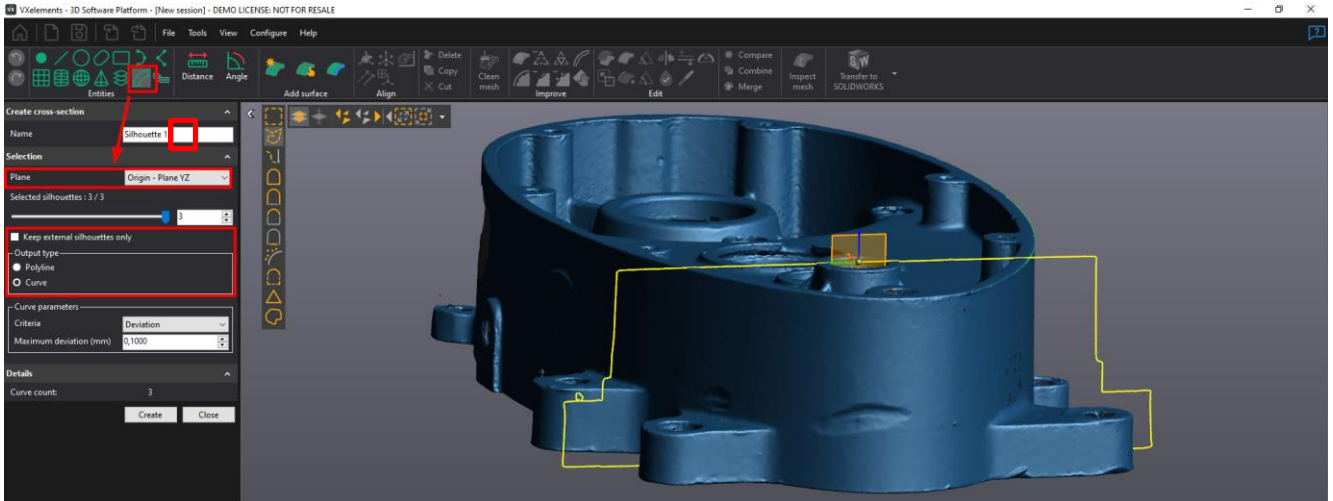 VXelements - 3D Software Platform - [New session] - DEMO LICENSE: NOT FOR RESALE
File Tools View Configure Help
Distance Angle
Entities
Add surface
Align
Delete
Copy
Cut
Clean mesh
Improve
Edit
Compare
Combine
Merge
Inspect mesh
Transfer to SOLIDWORKS
Create cross-section
Name Silhouette 1
Selection
Plane Origin - Plane YZ
Selected silhouettes : 3 / 3
3
Keep external silhouettes only
Output type
Polyline
Curve
Curve parameters
Criteria Deviation
Maximum deviation (mm) 0,1000
Details
Curve count: 3
Create Close